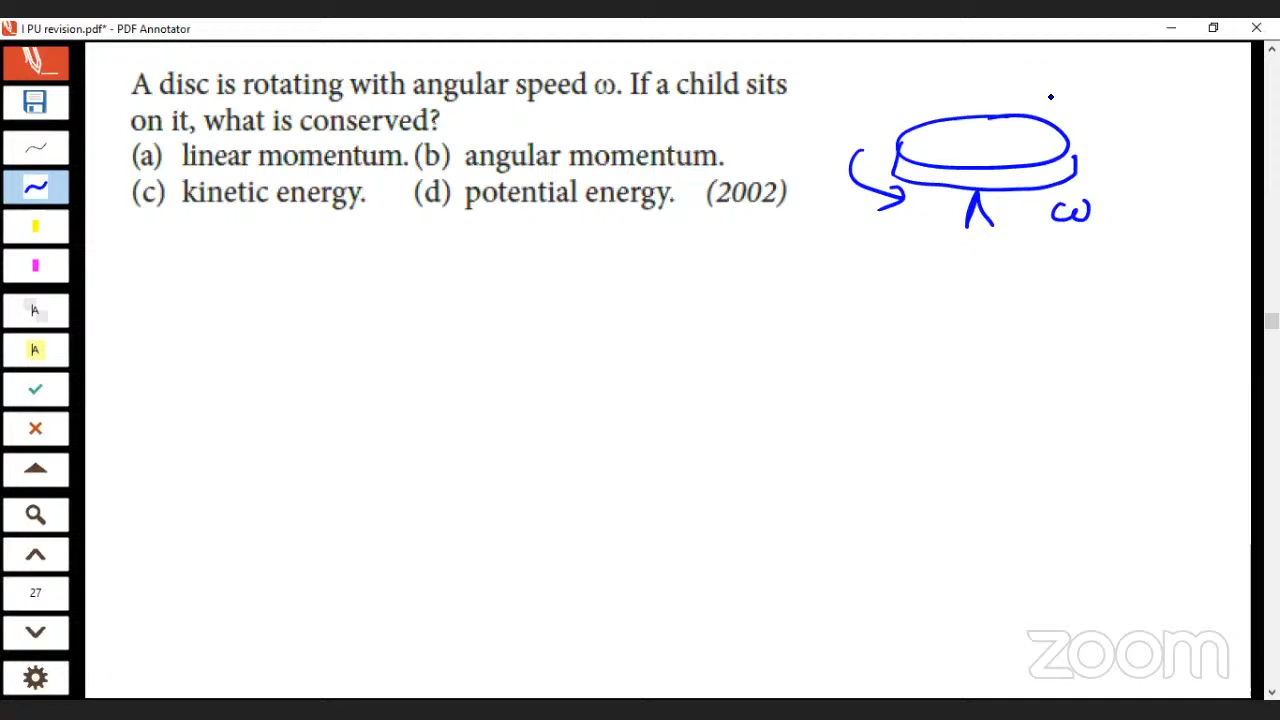 I PU revision.pdf* - PDF Annotator
A disc is rotating with angular speed ω. If a child sits
on it, what is conserved?
(a) linear momentum. (b) angular momentum.
(c) kinetic energy. (d) potential energy. (2002)
ω
A
A
27
zoom